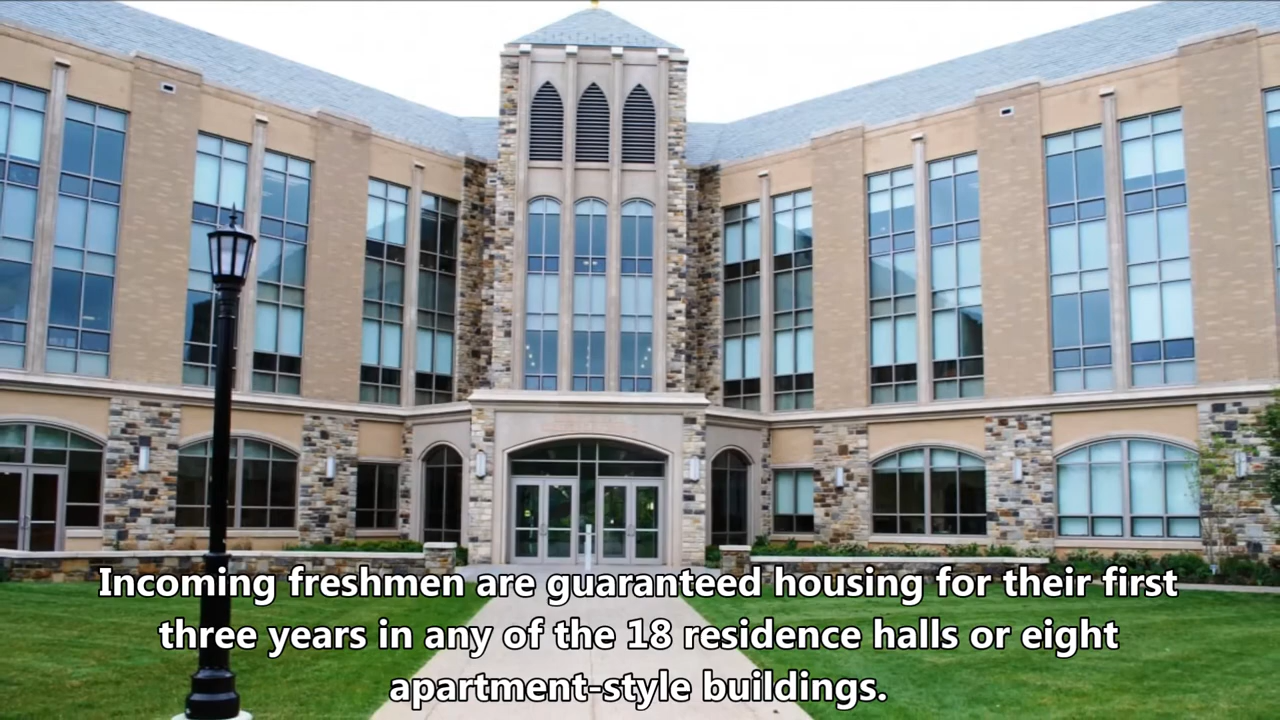 Incoming freshmen are guaranteed housing for their first
three years in any of the 18 residence halls or eight
apartment-style buildings.